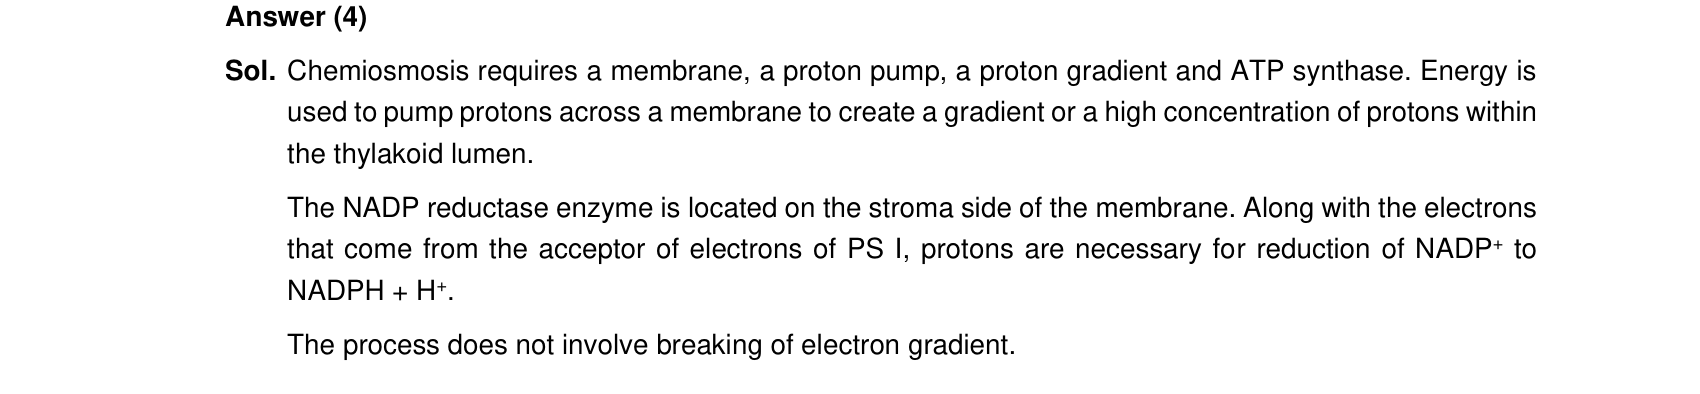 Answer (4)
Sol. Chemiosmosis requires a membrane, a proton pump, a proton gradient and ATP synthase. Energy is
used to pump protons across a membrane to create a gradient or a high concentration of protons within
the thylakoid lumen.
The NADP reductase enzyme is located on the stroma side of the membrane. Along with the electrons
that come from the acceptor of electrons of PS I, protons are necessary for reduction of NADP⁺ to
NADPH + H⁺.
The process does not involve breaking of electron gradient.